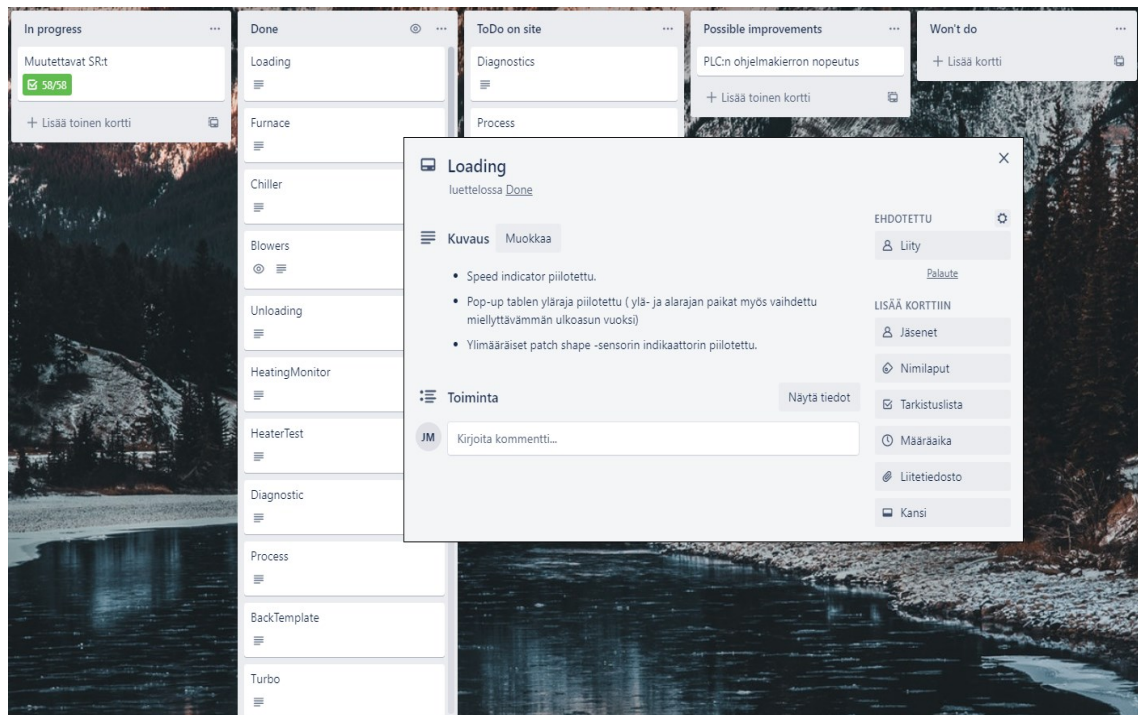 In progress
Muutettavat SR:t
58/58
+ Lisää toinen kortti
Done
Loading
Furnace
Chiller
Blowers
Unloading
HeatingMonitor
HeaterTest
Diagnostic
Process
BackTemplate
Turbo
ToDo on site
Diagnostics
Process
Possible improvements
PLC:n ohjelmakierron nopeutus
+ Lisää toinen kortti
Won't do
+ Lisää kortti
Loading
luettelossa Done
Kuvaus Muokkaa
• Speed indicator piilotettu.
• Pop-up tablen yläraja piilotettu ( ylä- ja alarajan paikat myös vaihdettu
miellyttävämmän ulkoasun vuoksi)
• Ylimääräiset patch shape -sensorin indikaattorin piilotettu.
Toiminta
Näytä tiedot
JM
Kirjoita kommentti...
EHDOTETTU
Liity
Palaute
LISÄÄ KORTTIIN
Jäsenet
Nimilaput
Tarkistuslista
Määräaika
Liitetiedosto
Kansi